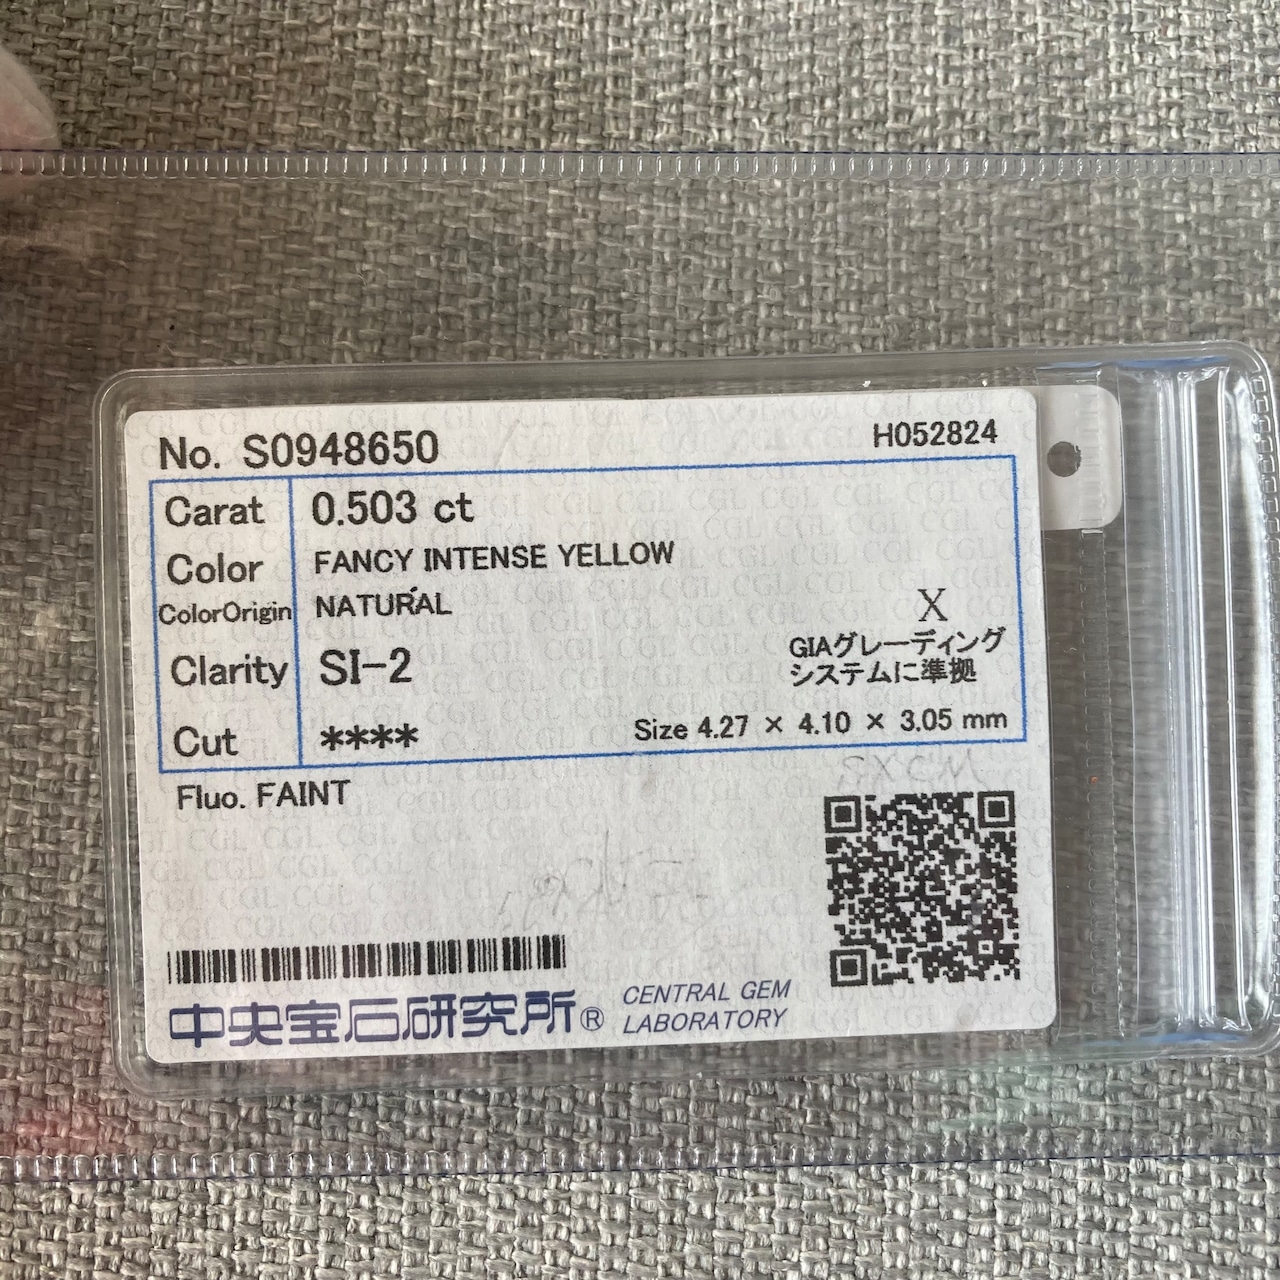 No. S0948650
H052824
Carat 0.503 ct
Color FANCY INTENSE YELLOW
ColorOrigin NATURAL
X
GIAグレーディング
システムに準拠
Clarity SI-2
Cut ****
Size 4.27 × 4.10 × 3.05 mm
Fluo. FAINT
SXCM
中央宝石研究所®
CENTRAL GEM
LABORATORY